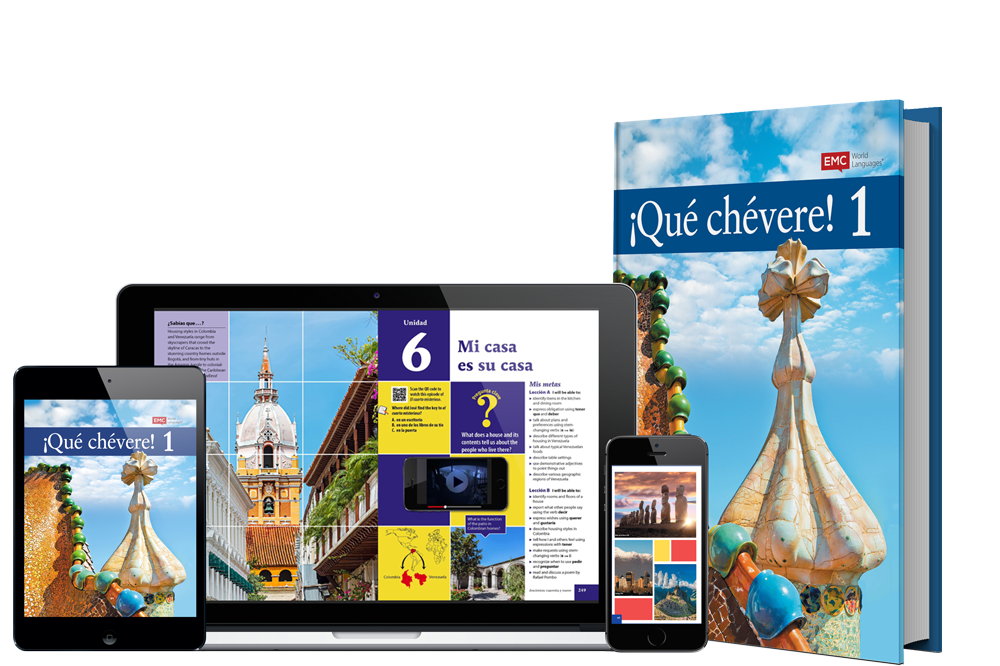 EMC World
Languages
¡Qué chévere! 1
¿Sabías que…?
Housing styles in Colombia
and Venezuela range from
skyscrapers that crowd the
skyline of Caracas to the
stunning country homes outside
Bogotá, and from tiny huts in
Caribbean
Unidad
6
Mi casa
es su casa
Scan the QR code to
watch this episode of
El cuarto misterioso.
Where did José find the key to el
cuarto misterioso?
A. en un escritorio
B. en uno de los libros de su tío
C. en la puerta
Pregunta clave
?
What does a house and its
contents tell us about the
people who live there?
What is the function
of the patio in
Colombian homes?
Colombia
Venezuela
Mis metas
Lección A I will be able to:
identify items in the kitchen
and dining room
express obligation using tener
que and deber
talk about plans and
preferences using stem-
changing verbs
describe different types of
housing in Venezuela
talk about typical Venezuelan
foods
describe table settings
use demonstrative adjectives
to point things out
describe various geographic
regions of Venezuela
Lección B I will be able to:
identify rooms and floors of a
house
report what other people say
using the verb decir
express wishes using querer
and gustaría
describe housing styles in
Colombia
tell how I and others feel using
expressions with tener
make requests using stem-
changing verbs
recognize when to use pedir
and preguntar
read and discuss a poem by
Rafael Pombo
doscientos cuarenta y nueve 249
EMC
¡Qué chévere! 1